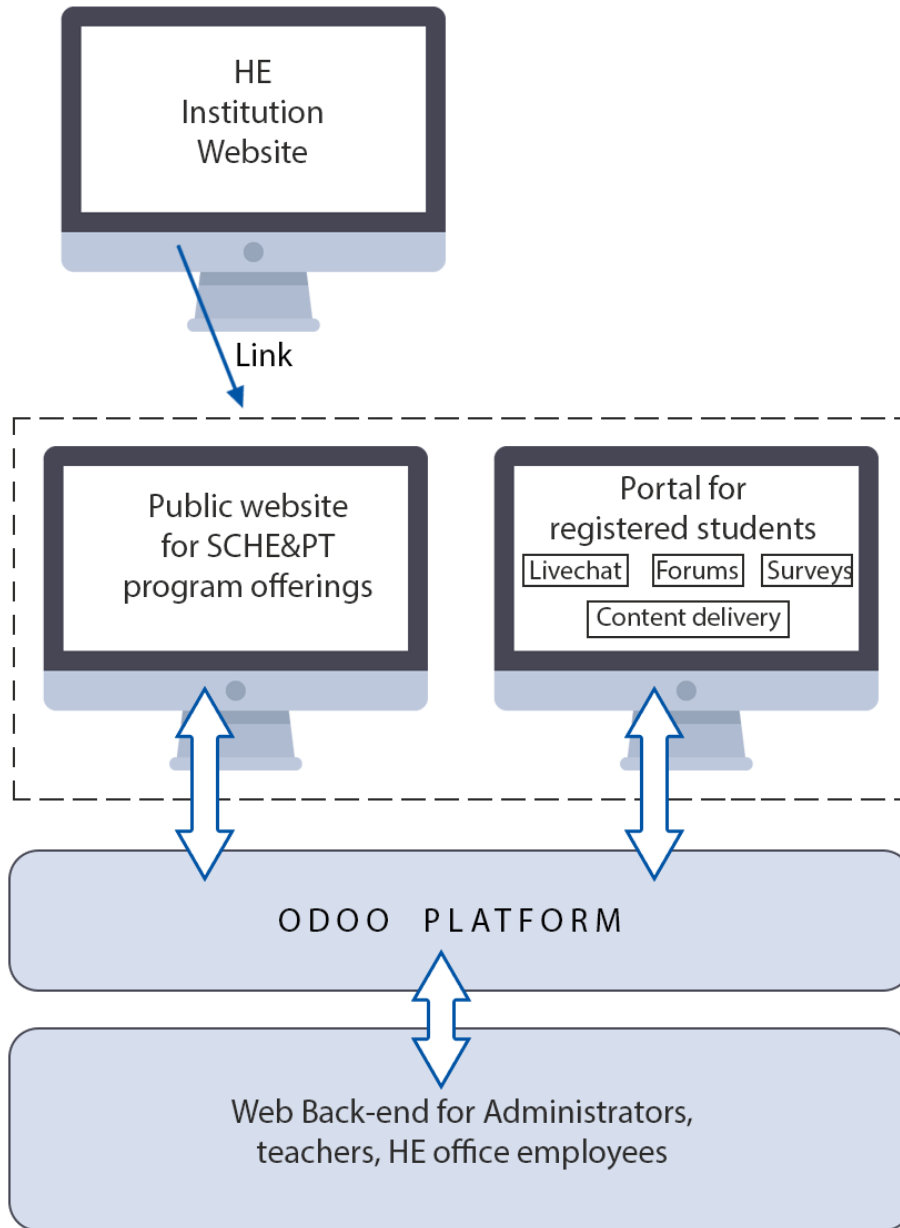 HE
Institution
Website
Link
Public website
for SCHE&PT
program offerings
Portal for
registered students
Livechat
Forums
Surveys
Content delivery
ODOO PLATFORM
Web Back-end for Administrators,
teachers, HE office employees